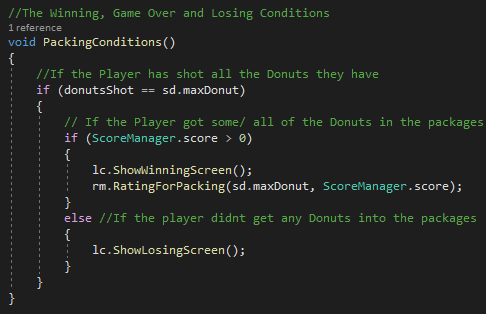 //The Winning, Game Over and Losing Conditions
1 reference
void PackingConditions()
{
//If the Player has shot all the Donuts they have
if (donutsShot == sd.maxDonut)
{
// If the Player got some/ all of the Donuts in the packages
if (ScoreManager.score > 0)
{
lc.ShowWinningScreen();
rm.RatingForPacking(sd.maxDonut, ScoreManager.score);
}
else //If the player didnt get any Donuts into the packages
{
lc.ShowLosingScreen();
}
}
}